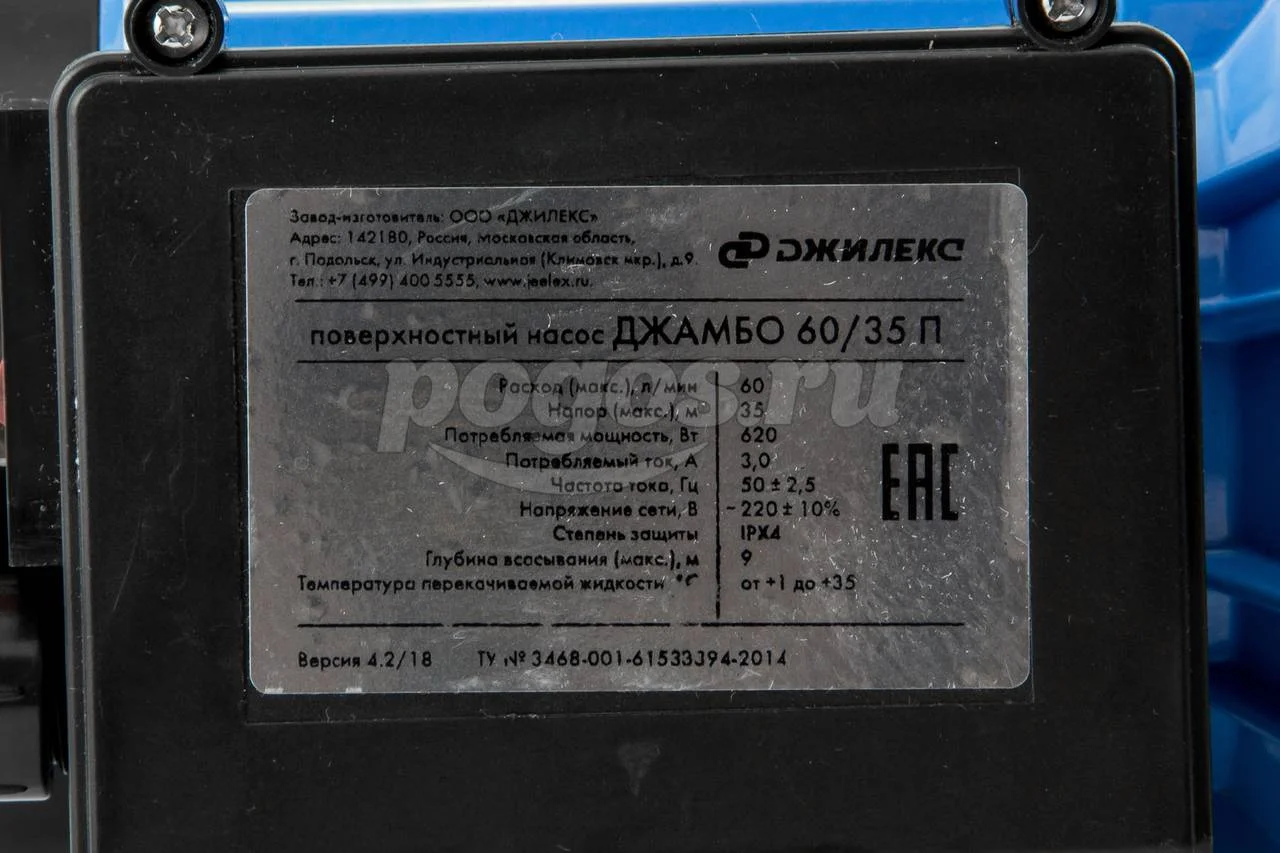 Завод-изготовитель: ООО «ДЖИЛЕКС»
Адрес: 142180, Россия, Московская область,
г. Подольск, ул. Индустриальная (Климовск мкр.), д.9.
Тел.: +7 (499) 400 5555, www.jeelex.ru.
ДЖИЛЕКС
поверхностный насос ДЖАМБО 60/35 П
Расход (макс.), л/мин 60
Напор (макс.), м 35
Потребляемая мощность, Вт 620
Потребляемый ток, А 3,0
Частота тока, Гц 50 ± 2,5
Напряжение сети, В ~220 ± 10%
Степень защиты IPX4
Глубина всасывания (макс.), м 9
Температура перекачиваемой жидкости °С от +1 до +35
EAC
Версия 4.2/18 ТУ № 3468-001-61533394-2014
pogos.ru